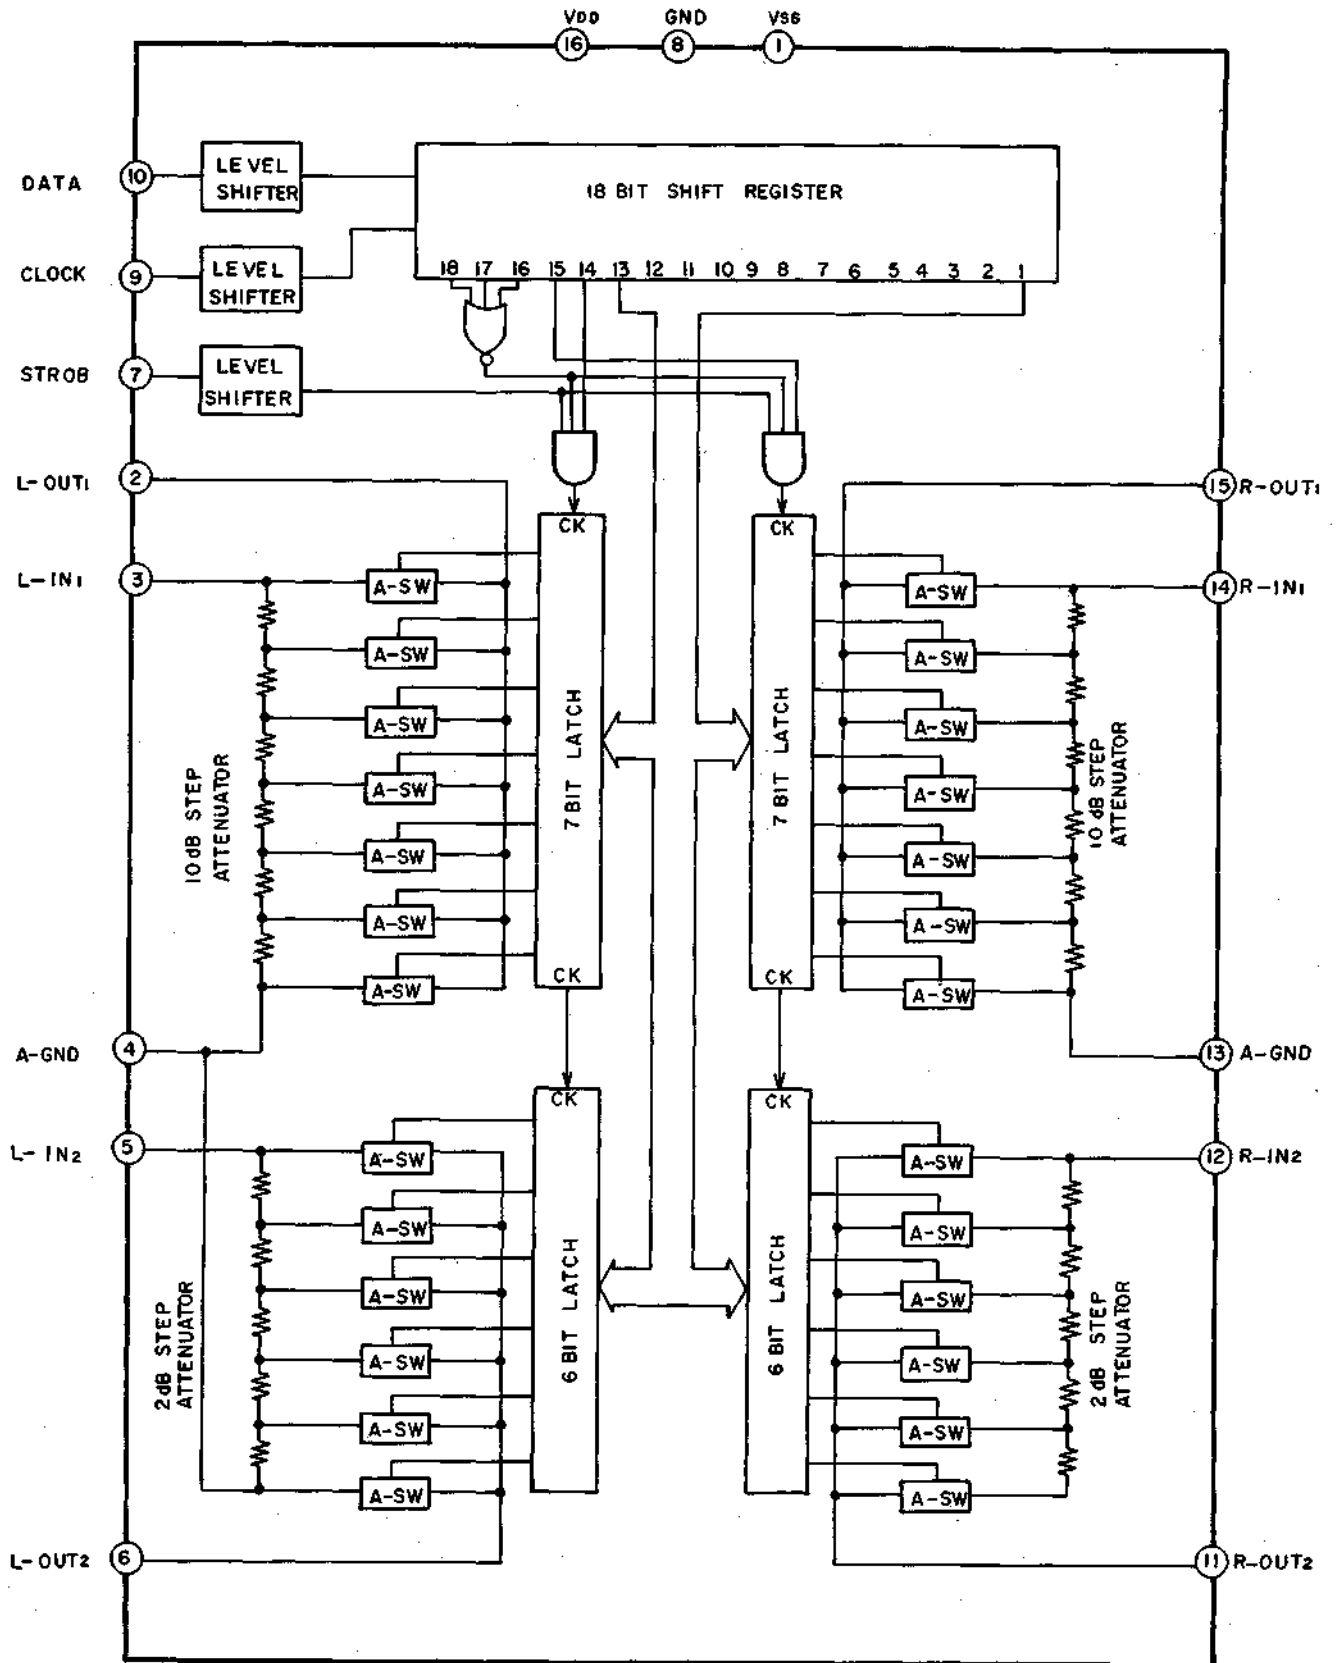 VDD GND VSS
16 8 1
DATA 10 LEVEL SHIFTER
18 BIT SHIFT REGISTER
CLOCK 9 LEVEL SHIFTER
18 17 16 15 14 13 12 11 10 9 8 7 6 5 4 3 2 1
STROB 7 LEVEL SHIFTER
L-OUT1 2
15 R-OUT1
CK CK
L-IN1 3 A-SW A-SW 14 R-IN1
A-SW A-SW
A-SW A-SW
A-SW A-SW
A-SW A-SW
A-SW A-SW
A-SW A-SW
10dB STEP ATTENUATOR
7 BIT LATCH
7 BIT LATCH
10dB STEP ATTENUATOR
CK CK
A-GND 4 13 A-GND
CK CK
L-IN2 5 A-SW A-SW 12 R-IN2
A-SW A-SW
A-SW A-SW
A-SW A-SW
A-SW A-SW
A-SW A-SW
2dB STEP ATTENUATOR
6 BIT LATCH
6 BIT LATCH
2dB STEP ATTENUATOR
L-OUT2 6 11 R-OUT2